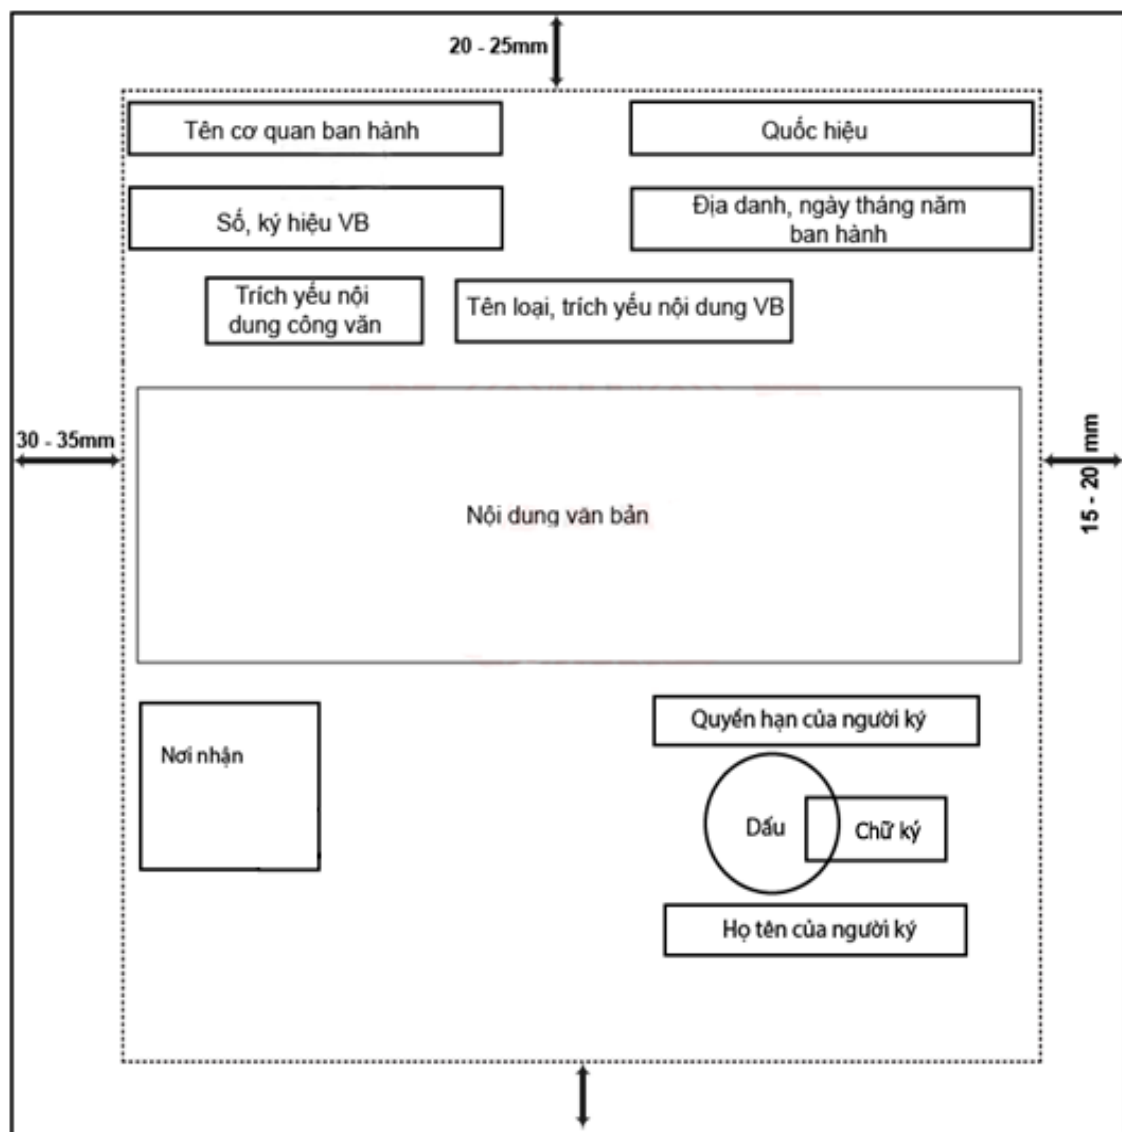 20 - 25mm
Tên cơ quan ban hành
Quốc hiệu
Số, ký hiệu VB
Địa danh, ngày tháng năm
ban hành
Trích yếu nội
dung công văn
Tên loại, trích yếu nội dung VB
30 - 35mm
15 - 20 mm
Nội dung văn bản
Nơi nhận
Quyền hạn của người ký
Dấu
Chữ ký
Họ tên của người ký